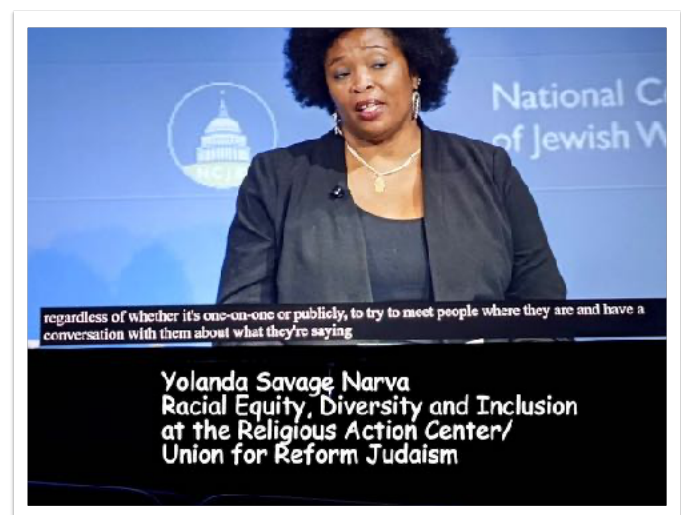 National C
of Jewish W
NCJW
regardless of whether it's one-on-one or publicly, to try to meet people where they are and have a
conversation with them about what they're saying
Yolanda Savage Narva
Racial Equity, Diversity and Inclusion
at the Religious Action Center/
Union for Reform Judaism